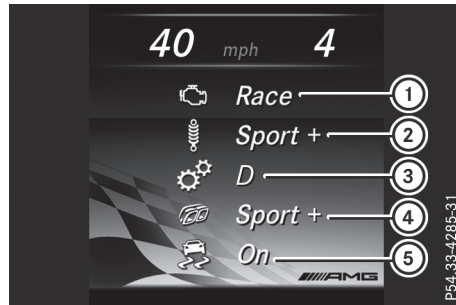 40 mph 4
Race 1
Sport + 2
D 3
Sport + 4
On 5
AMG
P54.33-4285-31